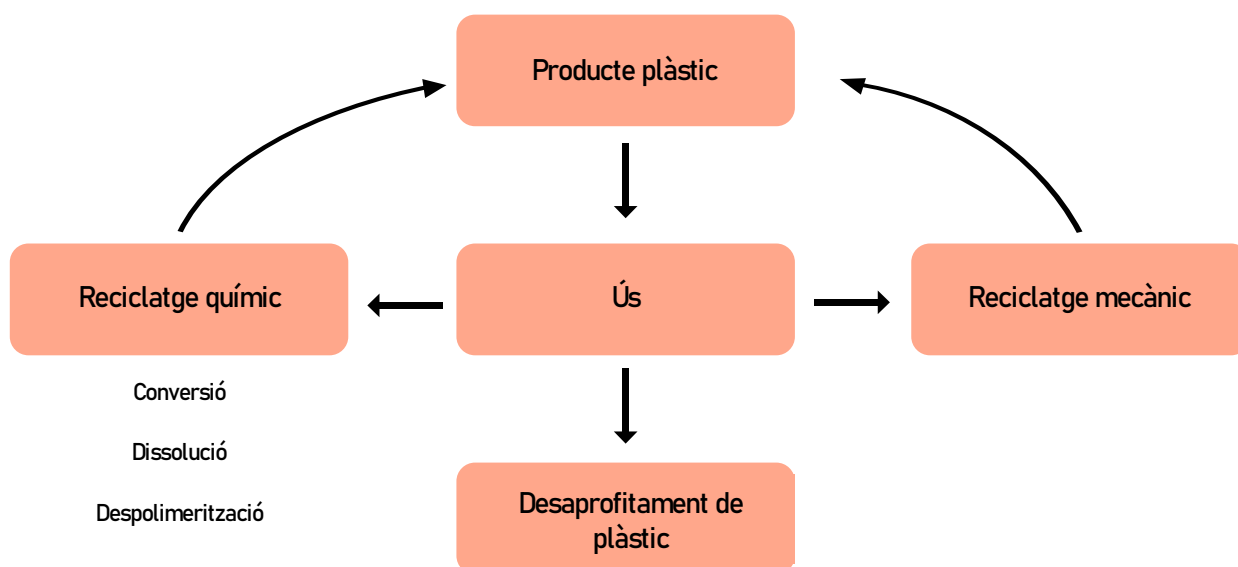 Producte plàstic
Reciclatge químic
Ús
Reciclatge mecànic
Conversió
Dissolució
Despolimerització
Desaprofitament de
plàstic